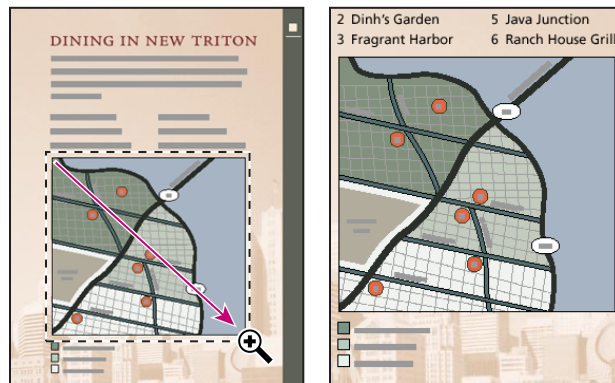 DINING IN NEW TRITON
2 Dinh's Garden 5 Java Junction
3 Fragrant Harbor 6 Ranch House Grill